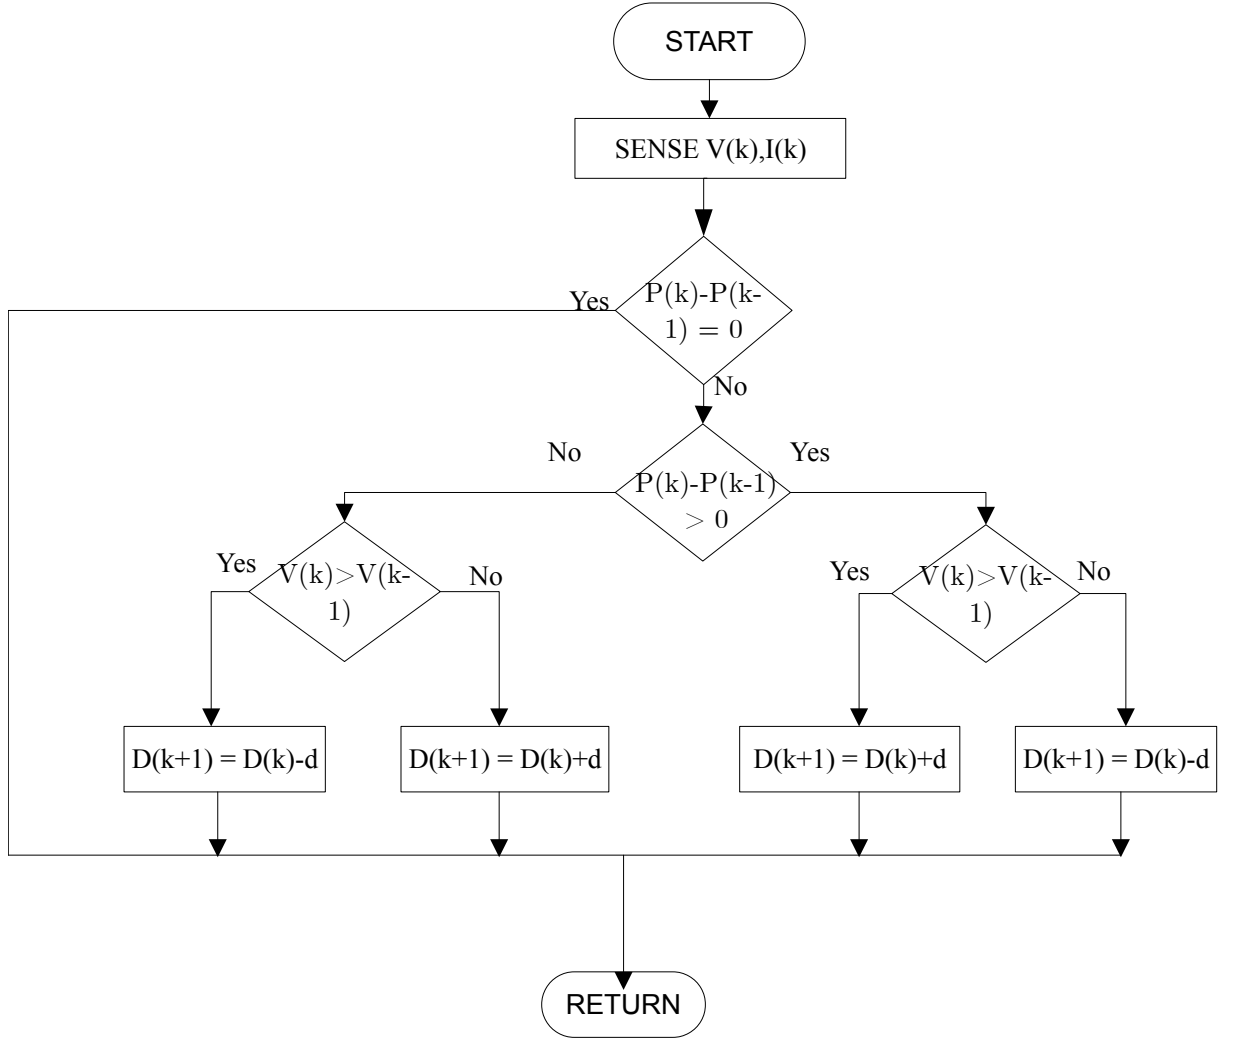 START
SENSE V(k),I(k)
Yes
P(k)-P(k-
1) = 0
No
No
Yes
P(k)-P(k-1)
> 0
Yes
V(k)>V(k-
1)
No
Yes
V(k)>V(k-
1)
No
D(k+1) = D(k)-d
D(k+1) = D(k)+d
D(k+1) = D(k)+d
D(k+1) = D(k)-d
RETURN